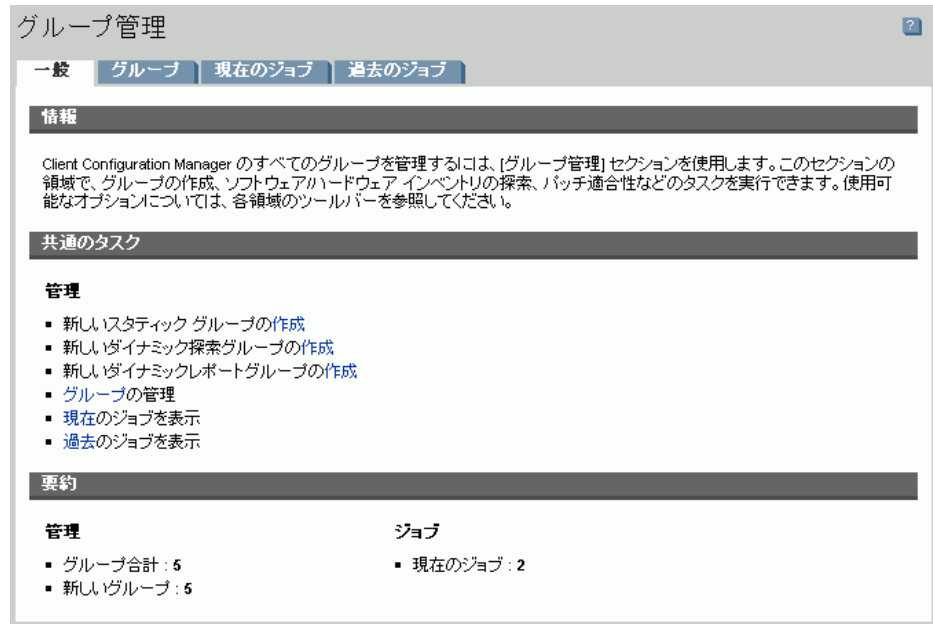 グループ管理
?
一般 グループ 現在のジョブ 過去のジョブ
情報
Client Configuration Manager のすべてのグループを管理するには、[グループ管理] セクションを使用します。このセクションの
領域で、グループの作成、ソフトウェア/ハードウェア インベントリの探索、パッチ適合性などのタスクを実行できます。使用可
能なオプションについては、各領域のツールバーを参照してください。
共通のタスク
管理
▪ 新しいスタティック グループの作成
▪ 新しいダイナミック探索グループの作成
▪ 新しいダイナミックレポートグループの作成
▪ グループの管理
▪ 現在のジョブを表示
▪ 過去のジョブを表示
要約
管理 ジョブ
▪ グループ合計 : 5 ▪ 現在のジョブ : 2
▪ 新しいグループ : 5